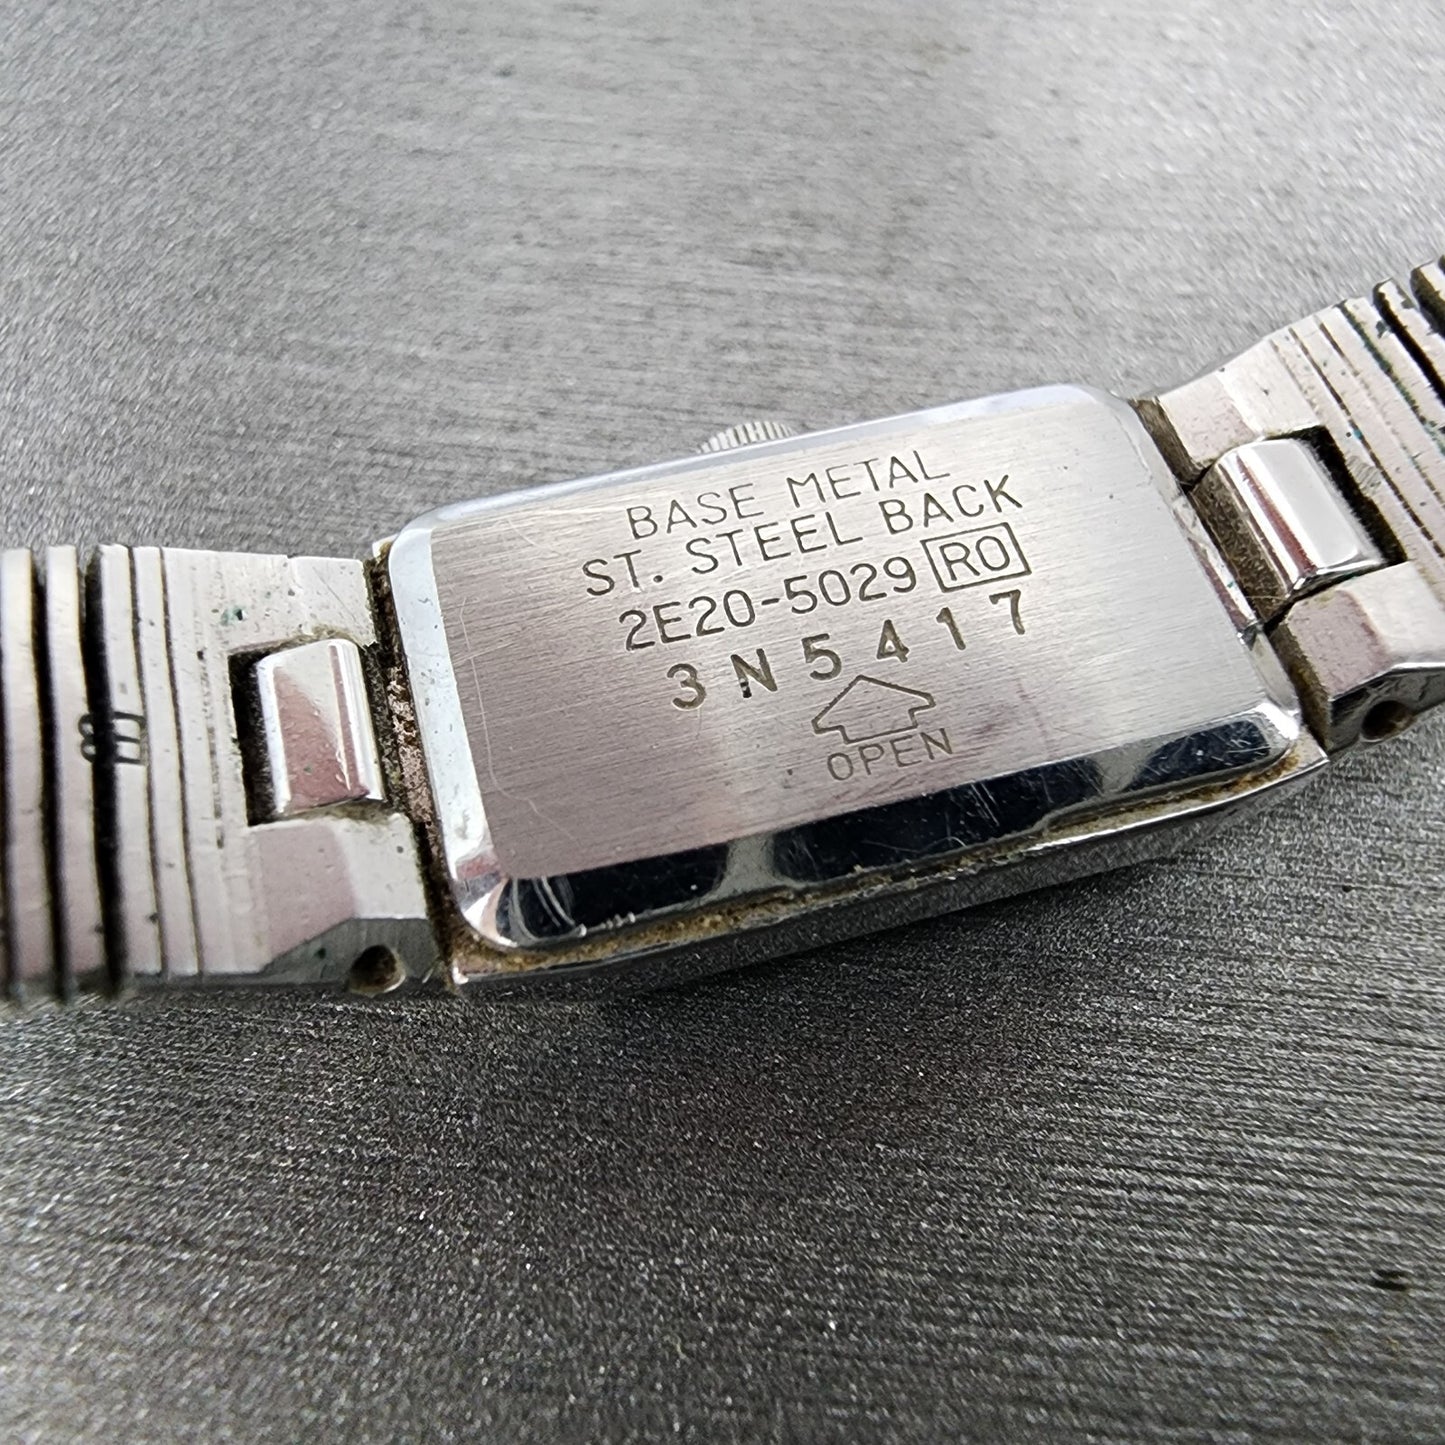 BASE METAL
ST. STEEL BACK
2E20-5029 RO
3N5417
OPEN